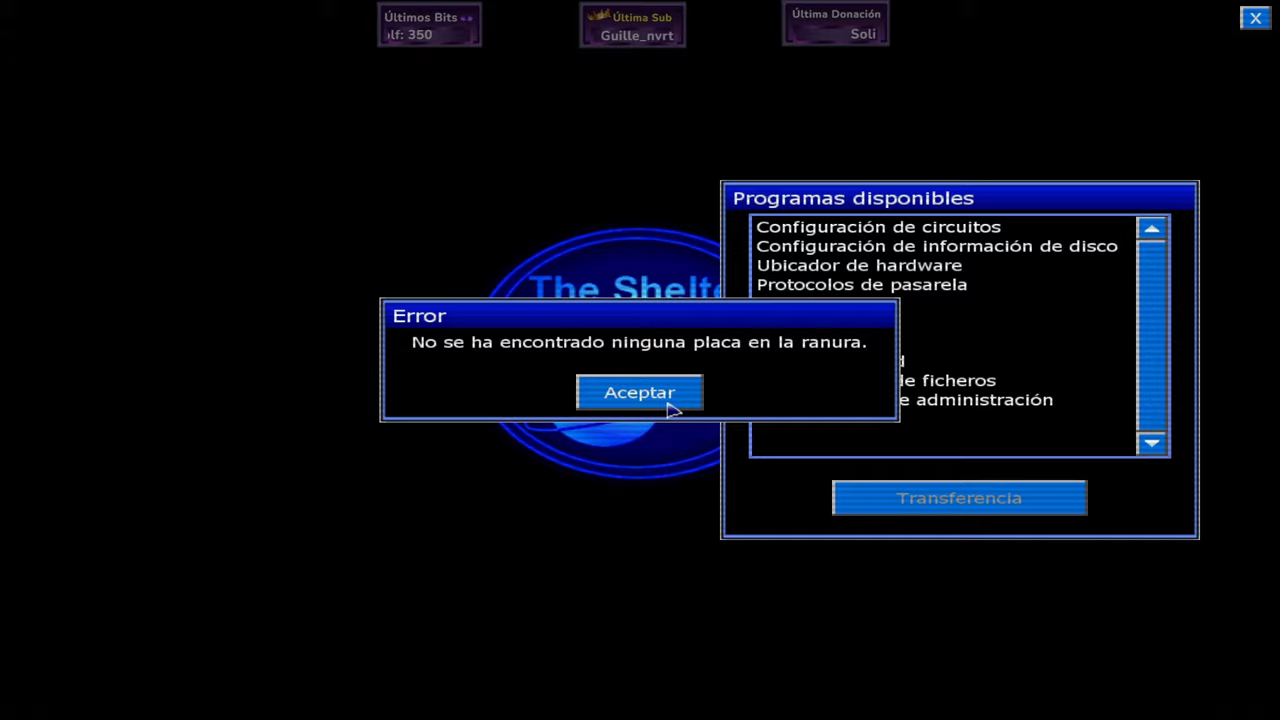 Últimos Bits
lf: 350
Última Sub
Guille_nvrt
Última Donación
Soli
X
Programas disponibles
Configuración de circuitos
Configuración de información de disco
Ubicador de hardware
Protocolos de pasarela
The Shelte
Error
No se ha encontrado ninguna placa en la ranura.
de ficheros
Aceptar
e administración
Transferencia